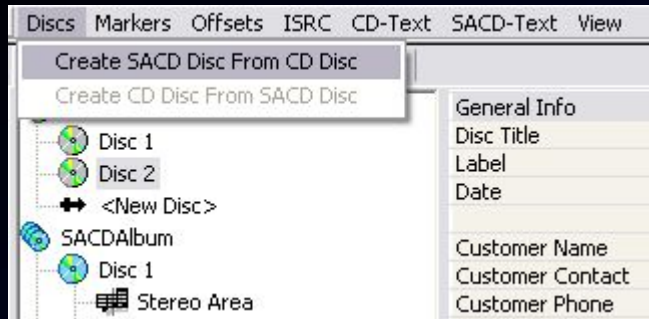 Discs Markers Offsets ISRC CD-Text SACD-Text View
Create SACD Disc From CD Disc
Create CD Disc From SACD Disc
Disc 1
Disc 2
<New Disc>
SACDAlbum
Disc 1
Stereo Area
General Info
Disc Title
Label
Date
Customer Name
Customer Contact
Customer Phone